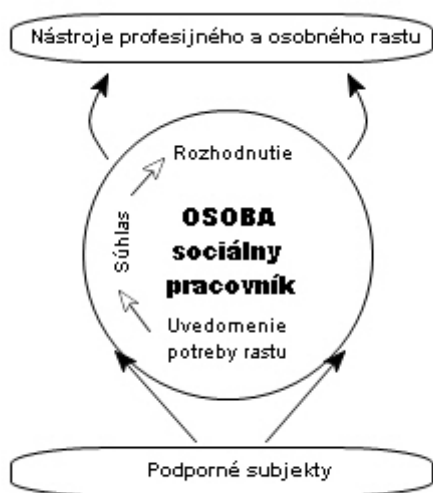 Nástroje profesijného a osobného rastu
Rozhodnutie
Súhlas
OSOBA
sociálny
pracovník
Uvedomenie
potreby rastu
Podporné subjekty